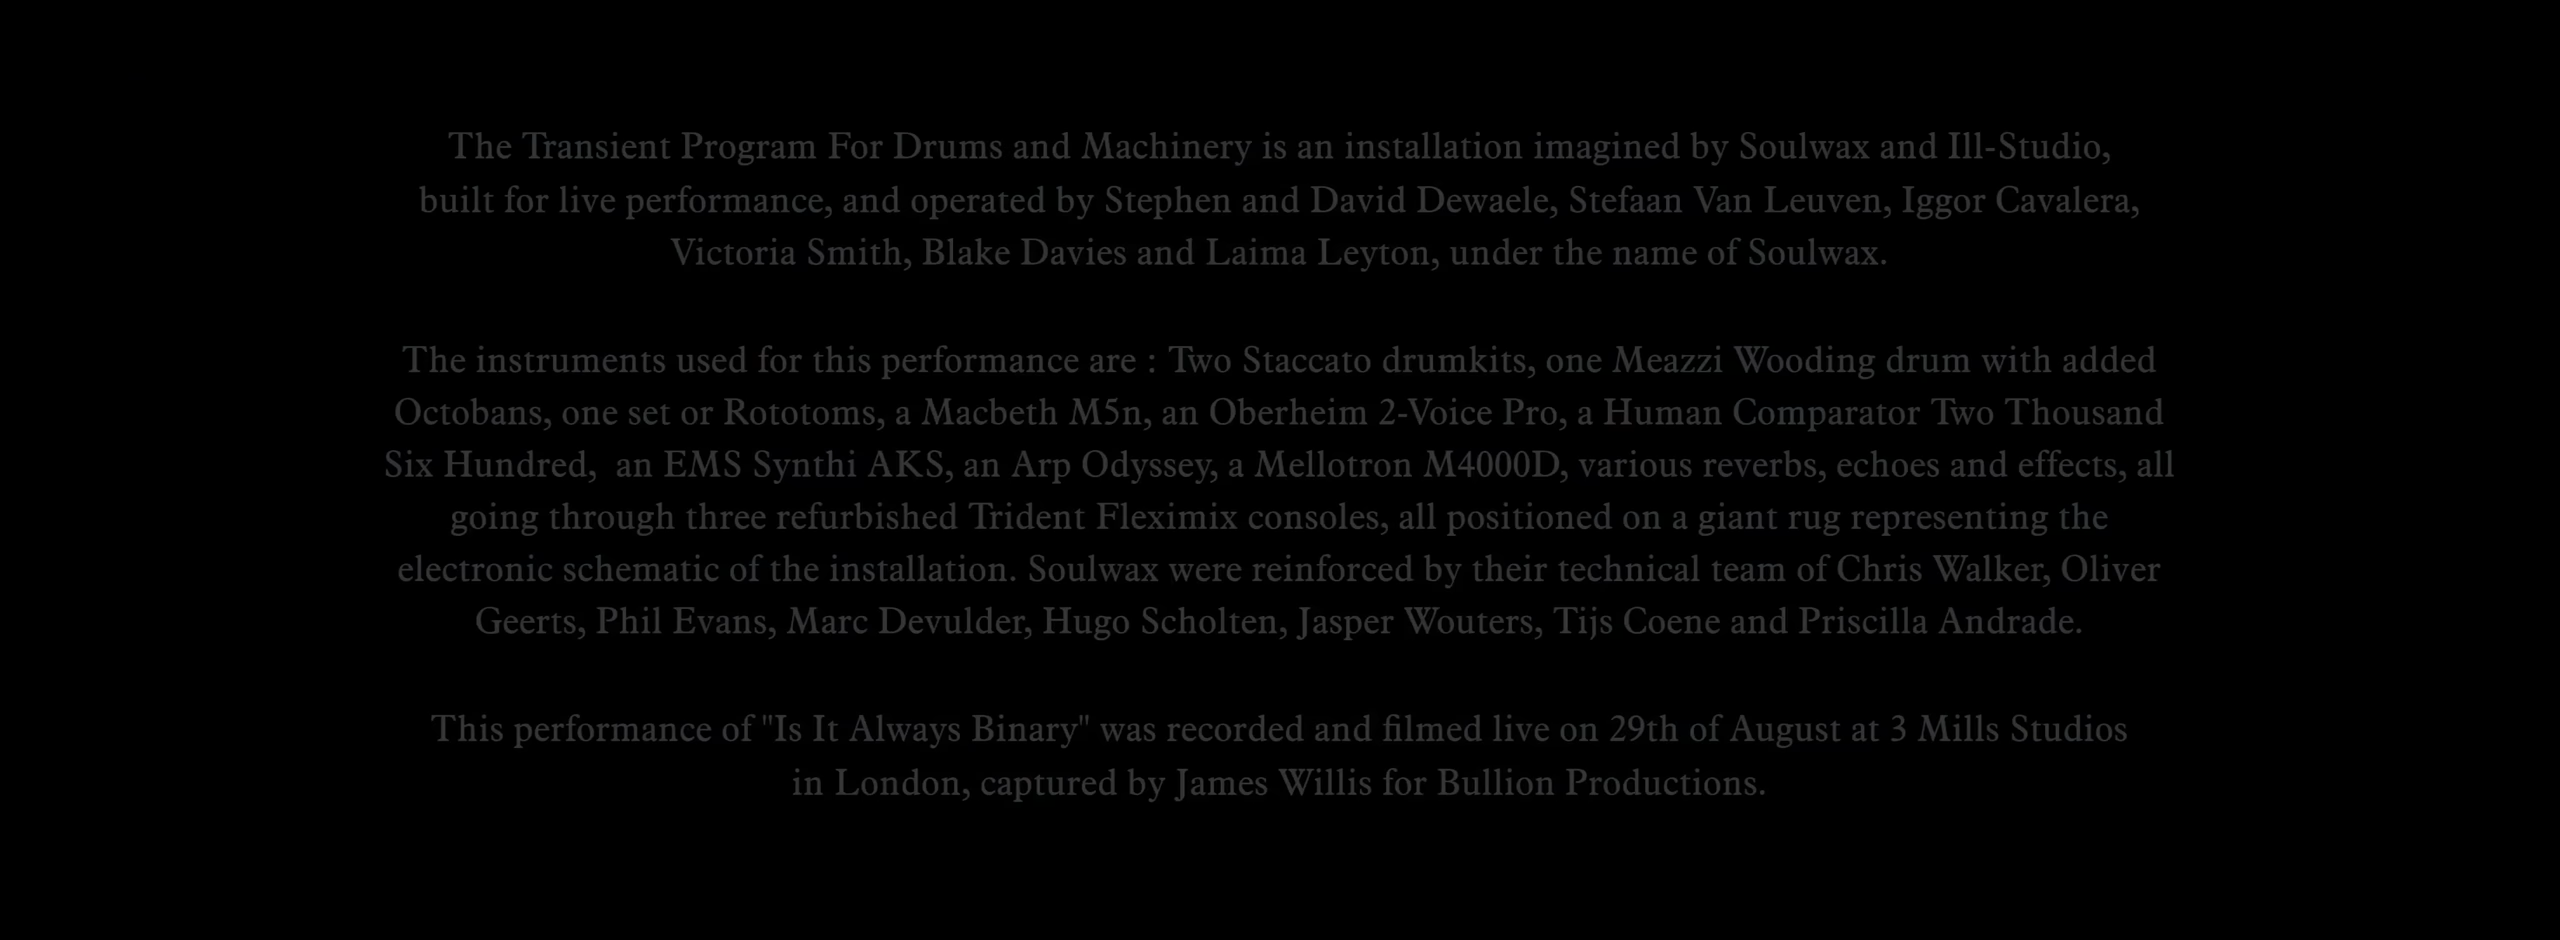 The Transient Program For Drums and Machinery is an installation imagined by Soulwax and Ill-Studio,
built for live performance, and operated by Stephen and David Dewaele, Stefaan Van Leuven, Iggor Cavalera,
Victoria Smith, Blake Davies and Laima Leyton, under the name of Soulwax.
The instruments used for this performance are : Two Staccato drumkits, one Meazzi Wooding drum with added
Octobans, one set or Rototoms, a Macbeth M5n, an Oberheim 2-Voice Pro, a Human Comparator Two Thousand
Six Hundred,  an EMS Synthi AKS, an Arp Odyssey, a Mellotron M4000D, various reverbs, echoes and effects, all
going through three refurbished Trident Fleximix consoles, all positioned on a giant rug representing the
electronic schematic of the installation. Soulwax were reinforced by their technical team of Chris Walker, Oliver
Geerts, Phil Evans, Marc Devulder, Hugo Scholten, Jasper Wouters, Tijs Coene and Priscilla Andrade.
This performance of "Is It Always Binary" was recorded and filmed live on 29th of August at 3 Mills Studios
in London, captured by James Willis for Bullion Productions.